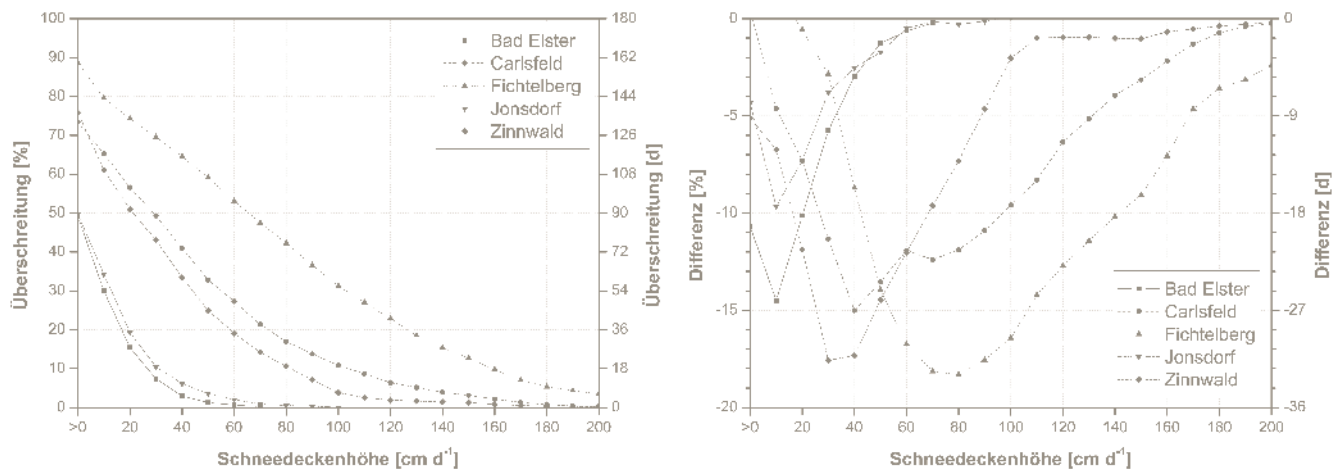 100
90
80
70
60
50
40
30
20
10
0
Überschreitung [%]
180
162
144
126
108
90
72
54
36
18
0
Überschreitung [d]
Bad Elster
Carlsfeld
Fichtelberg
Jonsdorf
Zinnwald
>0 20 40 60 80 100 120 140 160 180 200
Schneedeckenhöhe [cm d⁻¹]
0
-5
-10
-15
-20
Differenz [%]
0
-9
-18
-27
-36
Differenz [d]
Bad Elster
Carlsfeld
Fichtelberg
Jonsdorf
Zinnwald
>0 20 40 60 80 100 120 140 160 180 200
Schneedeckenhöhe [cm d⁻¹]